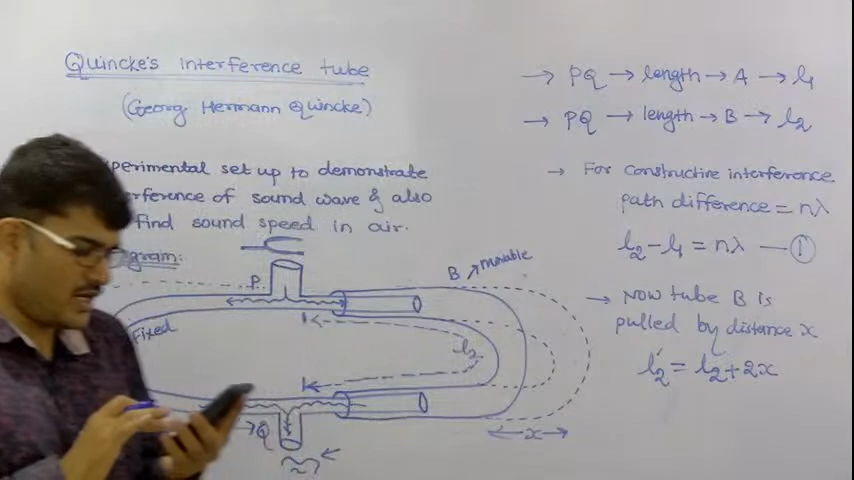 Quincke's interference tube
(Georg Hermann Quincke)
perimental set up to demonstrate
rference of sound wave & also
find sound speed in air.
gram:
P
Fixed
B ↗ movable
l2
Q
x
→ PQ → length → A → l1
→ PQ → length → B → l2
→ For constructive interference
path difference = nλ
l2 - l1 = nλ — ①
→ Now tube B is
pulled by distance x
l2' = l2 + 2x